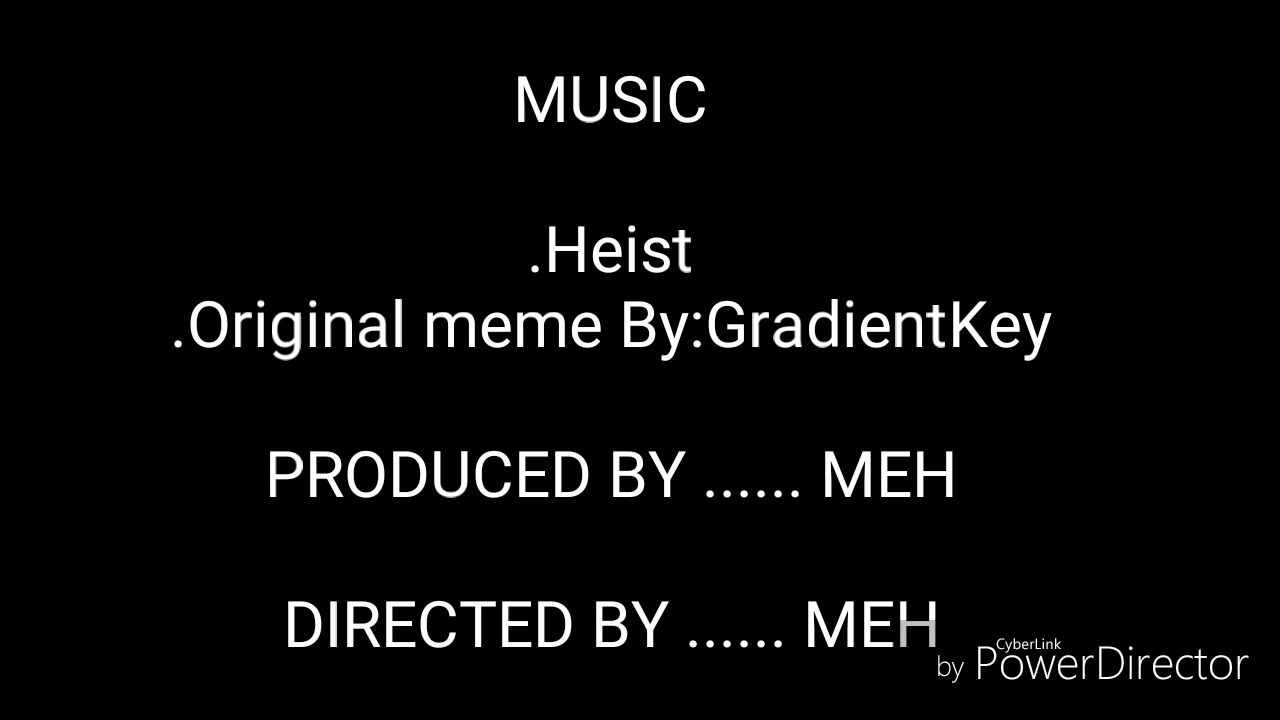 MUSIC
.Heist
.Original meme By:GradientKey
PRODUCED BY ...... MEH
DIRECTED BY ...... MEH
by CyberLink PowerDirector